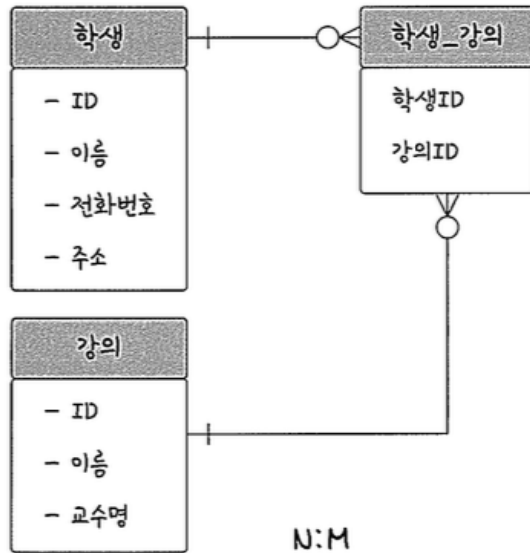 학생
- ID
- 이름
- 전화번호
- 주소
학생_강의
학생ID
강의ID
강의
- ID
- 이름
- 교수명
N:M